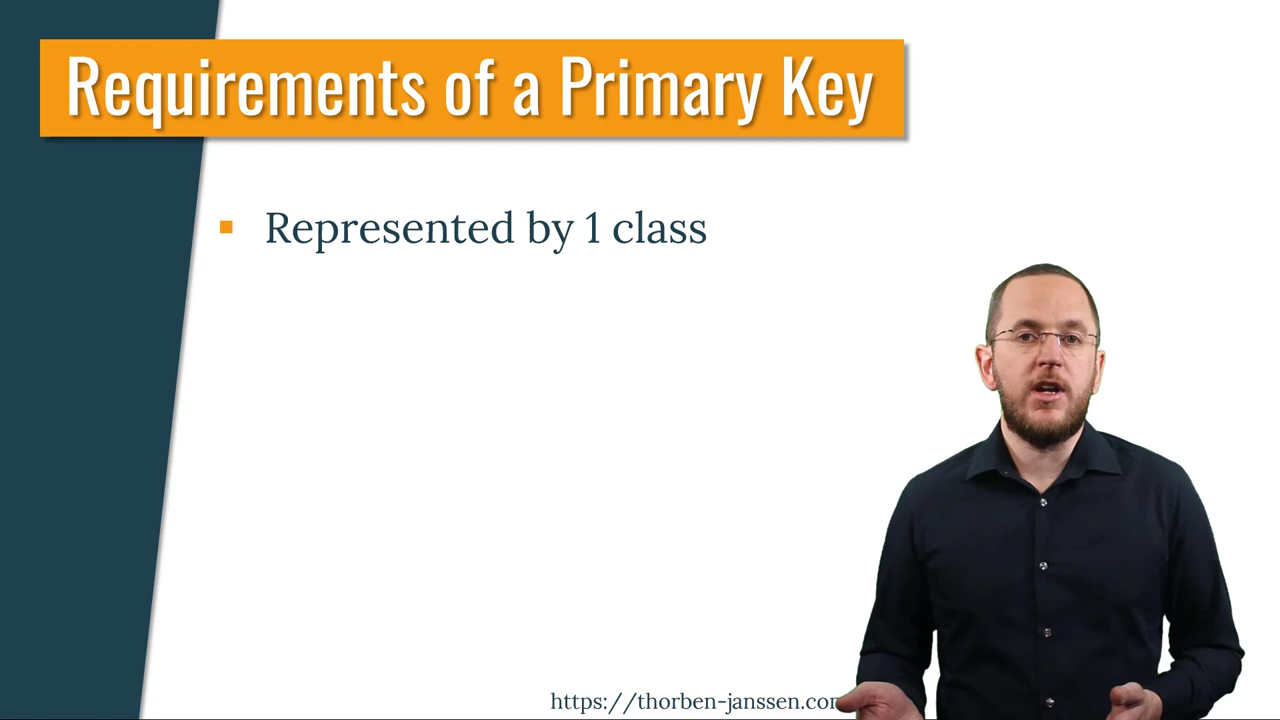 Requirements of a Primary Key
Represented by 1 class
https://thorben-janssen.com